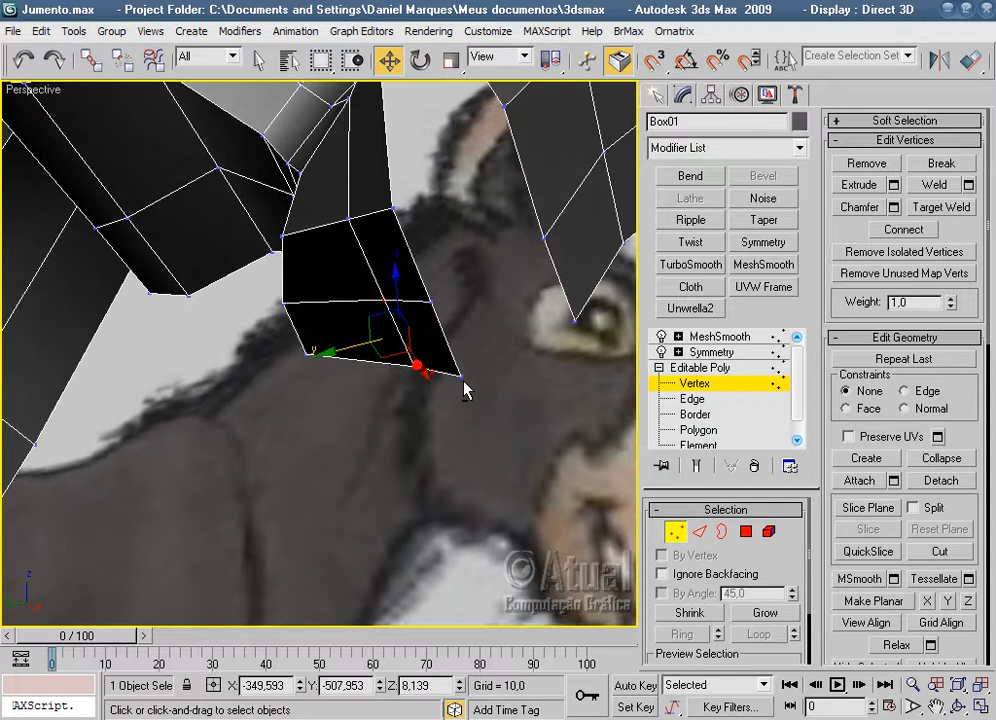 Jumento.max - Project Folder: C:\Documents and Settings\Daniel Marques\Meus documentos\3dsmax - Autodesk 3ds Max 2009 - Display : Direct 3D
File Edit Tools Group Views Create Modifiers Animation Graph Editors Rendering Customize MAXScript Help BrMax Ornatrix
All View Create Selection Set
Perspective
Box01
Modifier List
Bend Bevel
Lathe Noise
Ripple Taper
Twist Symmetry
TurboSmooth MeshSmooth
Cloth UVW Frame
Unwrella2
MeshSmooth
Symmetry
Editable Poly
Vertex
Edge
Border
Polygon
Element
- Selection
By Vertex
Ignore Backfacing
By Angle: 45,0
Shrink Grow
Ring Loop
Preview Selection
+ Soft Selection
- Edit Vertices
Remove Break
Extrude Weld
Chamfer Target Weld
Connect
Remove Isolated Vertices
Remove Unused Map Verts
Weight: 1,0
- Edit Geometry
Repeat Last
Constraints
None Edge
Face Normal
Preserve UVs
Create Collapse
Attach Detach
Slice Plane Split
Slice Reset Plane
QuickSlice Cut
MSmooth Tessellate
Make Planar X Y Z
View Align Grid Align
Relax
z
y
© Atual
Computação Gráfica
< 0 / 100 >
0 10 20 30 40 50 60 70 80 90 100
1 Object Sele X: -349,593 Y: -507,953 Z: 8,139 Grid = 10,0 Auto Key Selected
AXScript. Click or click-and-drag to select objects Add Time Tag Set Key Key Filters... 0